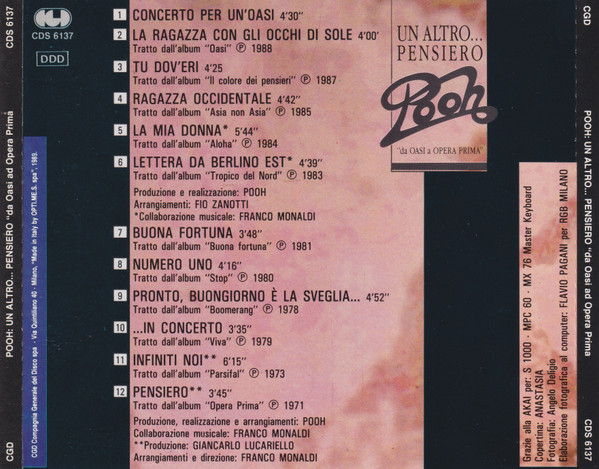 CDS 6137
POOH: UN ALTRO... PENSIERO "da Oasi ad Opera Prima
CGD
CDS 6137
DDD
CGD Compagnia Generale del Disco spa - Via Quintiliano 40 - Milano, "Made in Italy by OPTI.ME.S. spa", 1989.
1 CONCERTO PER UN'OASI 4'30"
2 LA RAGAZZA CON GLI OCCHI DI SOLE 4'00'
Tratto dall'album "Oasi" Ⓟ 1988
3 TU DOV'ERI 4'25
Tratto dall'album "Il colore dei pensieri" Ⓟ 1987
4 RAGAZZA OCCIDENTALE 4'42"
Tratto dall'album "Asia non Asia" Ⓟ 1985
5 LA MIA DONNA* 5'44"
Tratto dall'album "Aloha" Ⓟ 1984
6 LETTERA DA BERLINO EST* 4'39"
Tratto dall'album "Tropico del Nord" Ⓟ 1983
Produzione e realizzazione: POOH
Arrangiamenti: FIO ZANOTTI
*Collaborazione musicale: FRANCO MONALDI
7 BUONA FORTUNA 3'48"
Tratto dall'album "Buona fortuna" Ⓟ 1981
8 NUMERO UNO 4'16"
Tratto dall'album "Stop" Ⓟ 1980
9 PRONTO, BUONGIORNO È LA SVEGLIA... 4'52"
Tratto dall'album "Boomerang" Ⓟ 1978
10 ...IN CONCERTO 3'35"
Tratto dall'album "Viva" Ⓟ 1979
11 INFINITI NOI** 6'15"
Tratto dall'album "Parsifal" Ⓟ 1973
12 PENSIERO** 3'45"
Tratto dall'album "Opera Prima" Ⓟ 1971
Produzione, realizzazione e arrangiamenti: POOH
Collaborazione musicale: FRANCO MONALDI
**Produzione: GIANCARLO LUCARIELLO
Arrangiamenti e direzione: FRANCO MONALDI
UN ALTRO...
PENSIERO
Pooh
"da OASI a OPERA PRIMA"
Grazie alla AKAI per: S 1000 - MPC 60 - MX 76 Master Keyboard
Copertina: ANASTASIA
Fotografia: Angelo Deligio
Elaborazione fotografica al computer: FLAVIO PAGANI per RGB MILANO
CGD
POOH: UN ALTRO... PENSIERO "da Oasi ad Opera Prima
CDS 6137